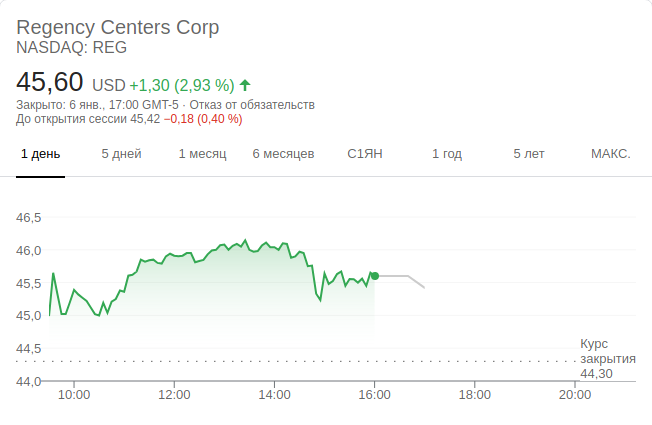 Regency Centers Corp
NASDAQ: REG
45,60 USD +1,30 (2,93 %)
Закрыто: 6 янв., 17:00 GMT-5 · Отказ от обязательств
До открытия сессии 45,42 −0,18 (0,40 %)
1 день 5 дней 1 месяц 6 месяцев С1ЯН 1 год 5 лет МАКС.
46,5
46,0
45,5
45,0
44,5
44,0
Курс
закрытия
44,30
10:00 12:00 14:00 16:00 18:00 20:00